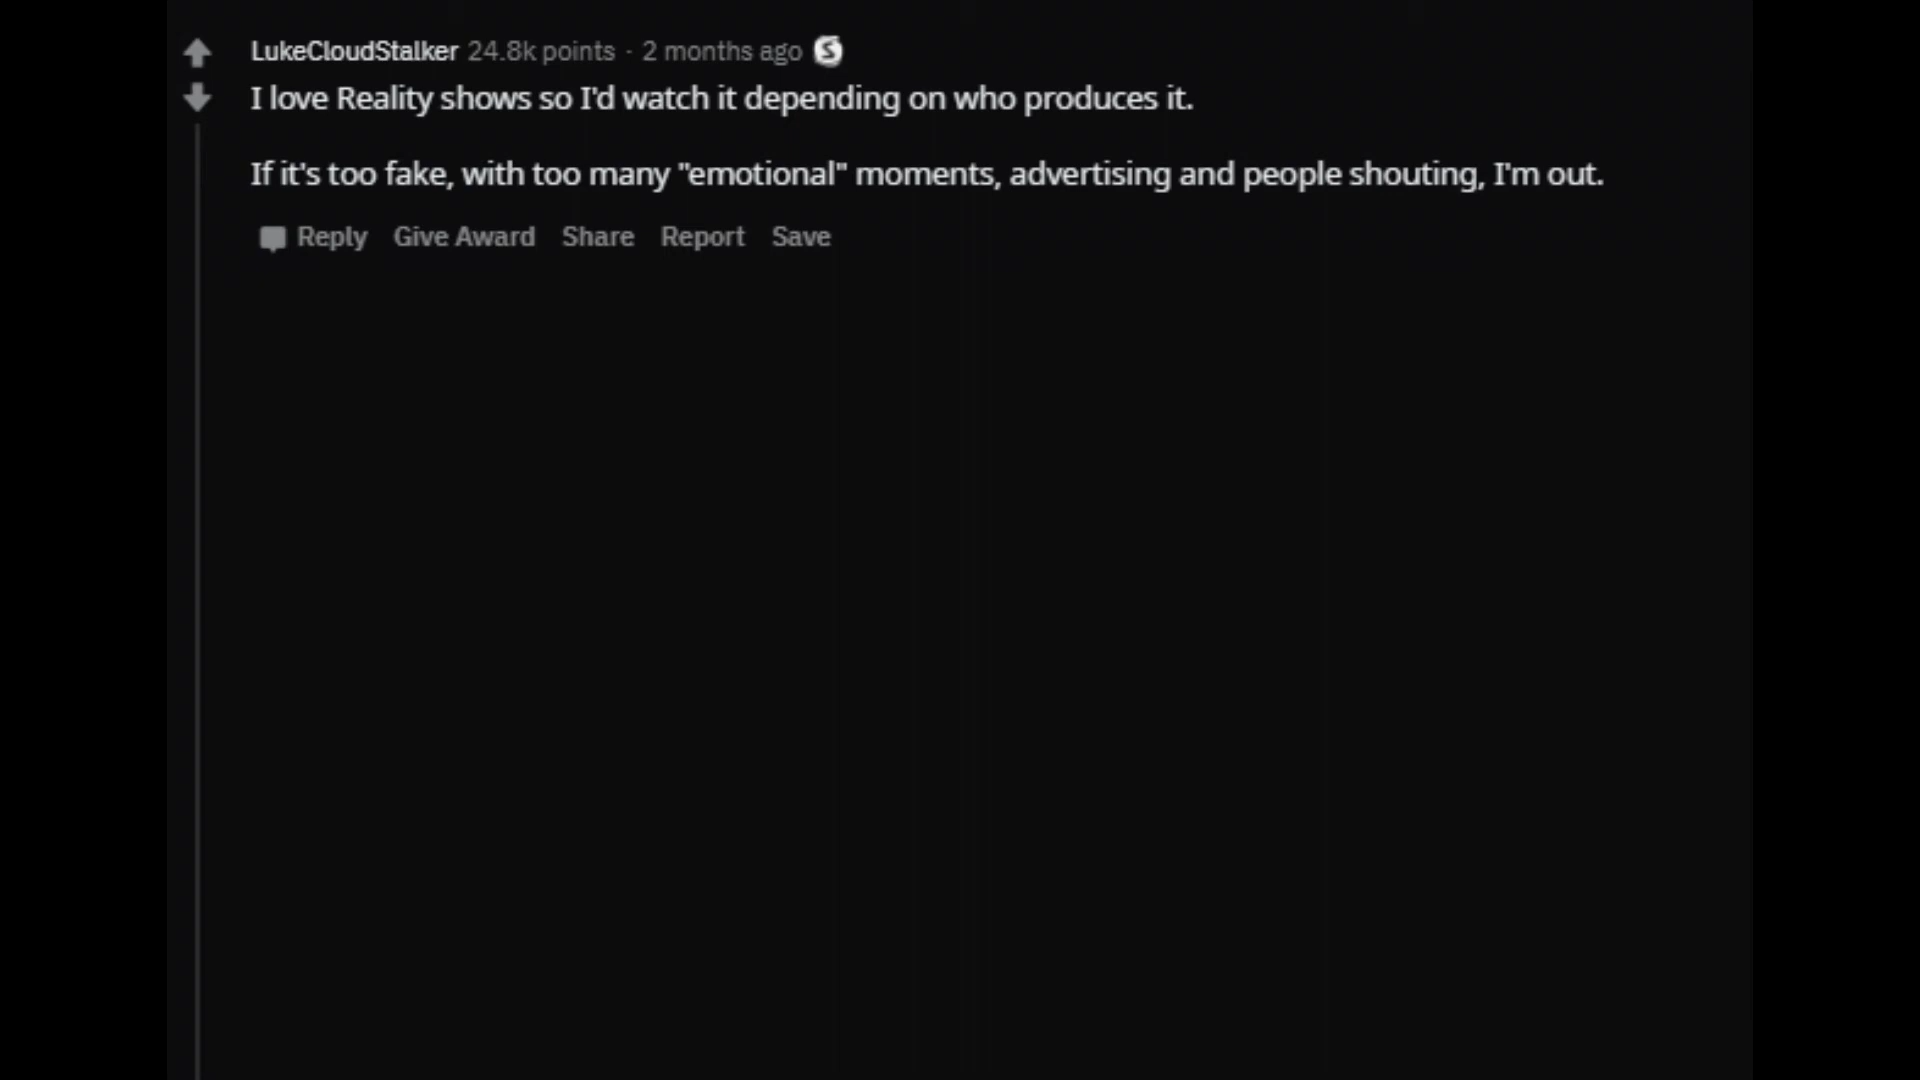 LukeCloudStalker 24.8k points · 2 months ago
I love Reality shows so I'd watch it depending on who produces it.
If it's too fake, with too many "emotional" moments, advertising and people shouting, I'm out.
Reply Give Award Share Report Save